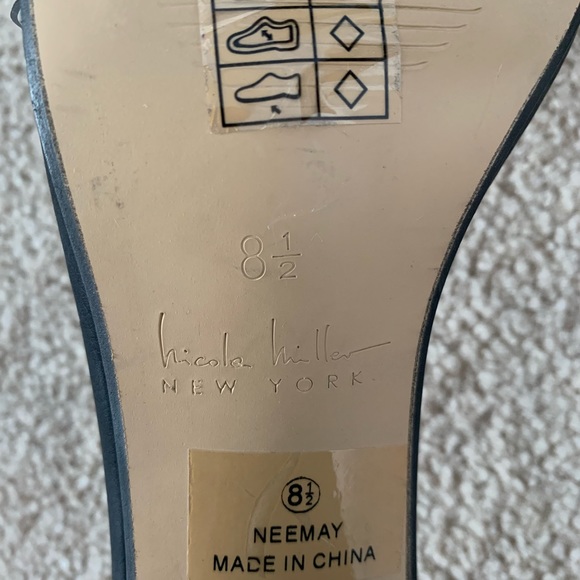 8 1/2
Nicole Miller
NEW YORK
8 1/2
NEEMAY
MADE IN CHINA